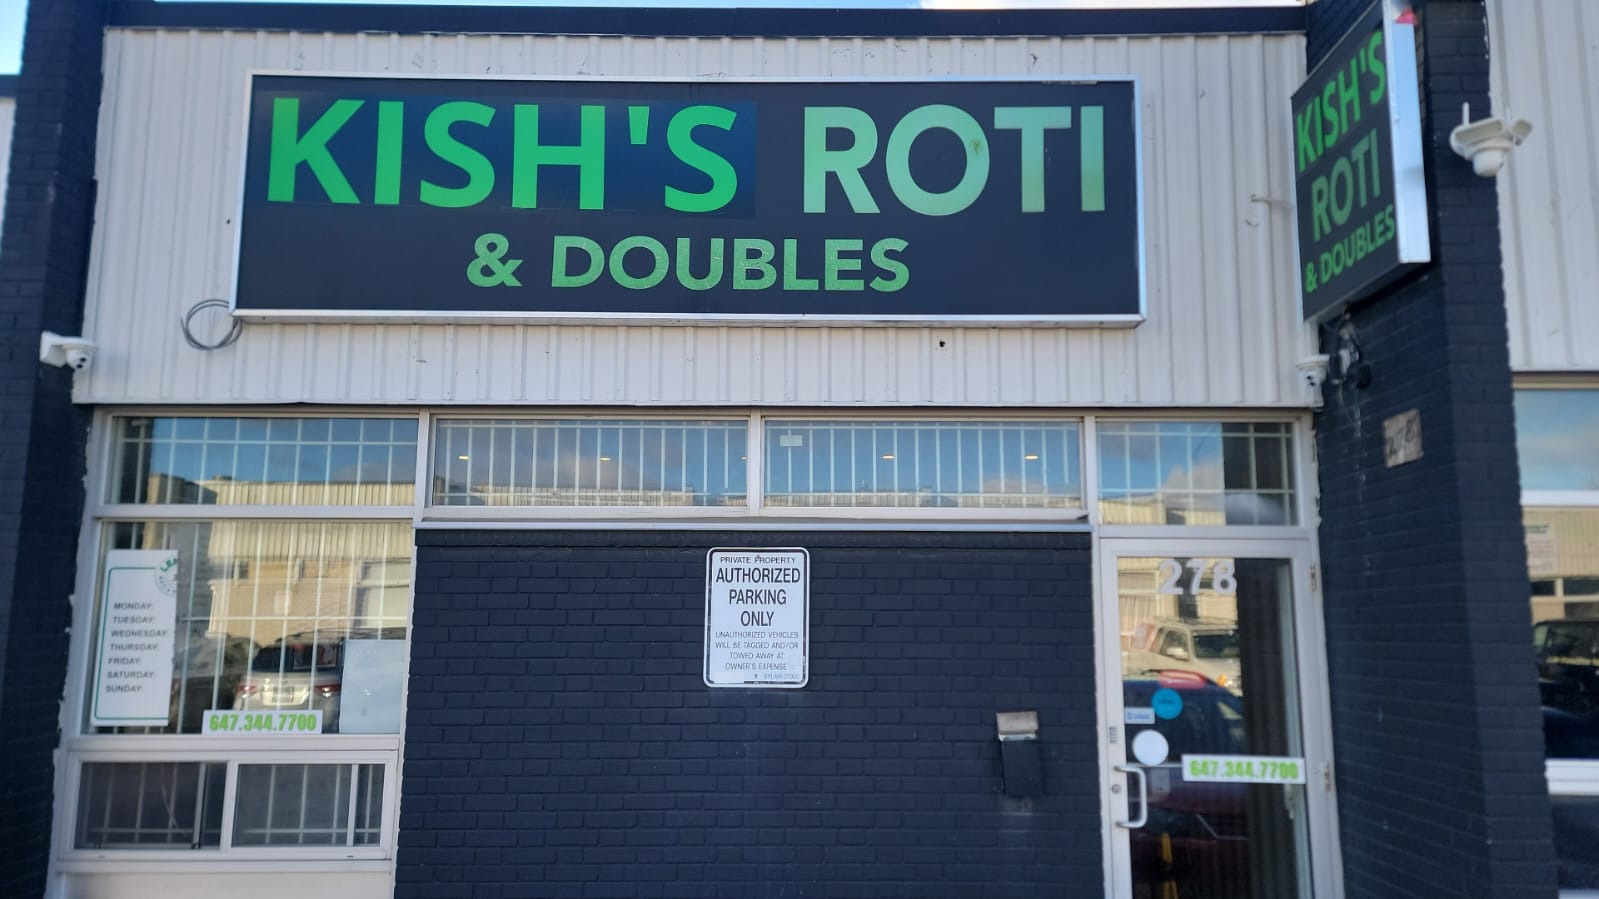 KISH'S ROTI
& DOUBLES
KISH'S
ROTI
& DOUBLES
PRIVATE PROPERTY
AUTHORIZED
PARKING
ONLY
UNAUTHORIZED VEHICLES
WILL BE TAGGED AND/OR
TOWED AWAY AT
OWNER'S EXPENSE
278
MONDAY:
TUESDAY:
WEDNESDAY:
THURSDAY:
FRIDAY:
SATURDAY:
SUNDAY:
647.344.7700
647.344.7700